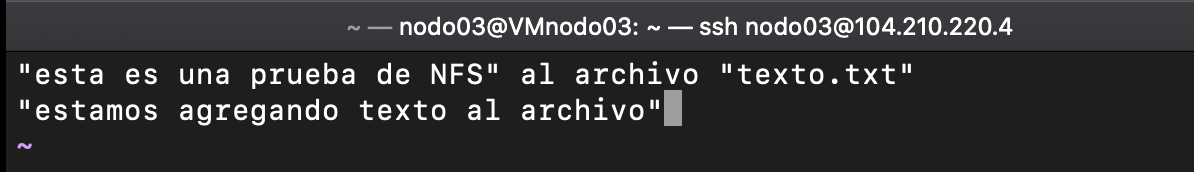 ~ — nodo03@VMnodo03: ~ — ssh nodo03@104.210.220.4
"esta es una prueba de NFS" al archivo "texto.txt"
"estamos agregando texto al archivo"
~